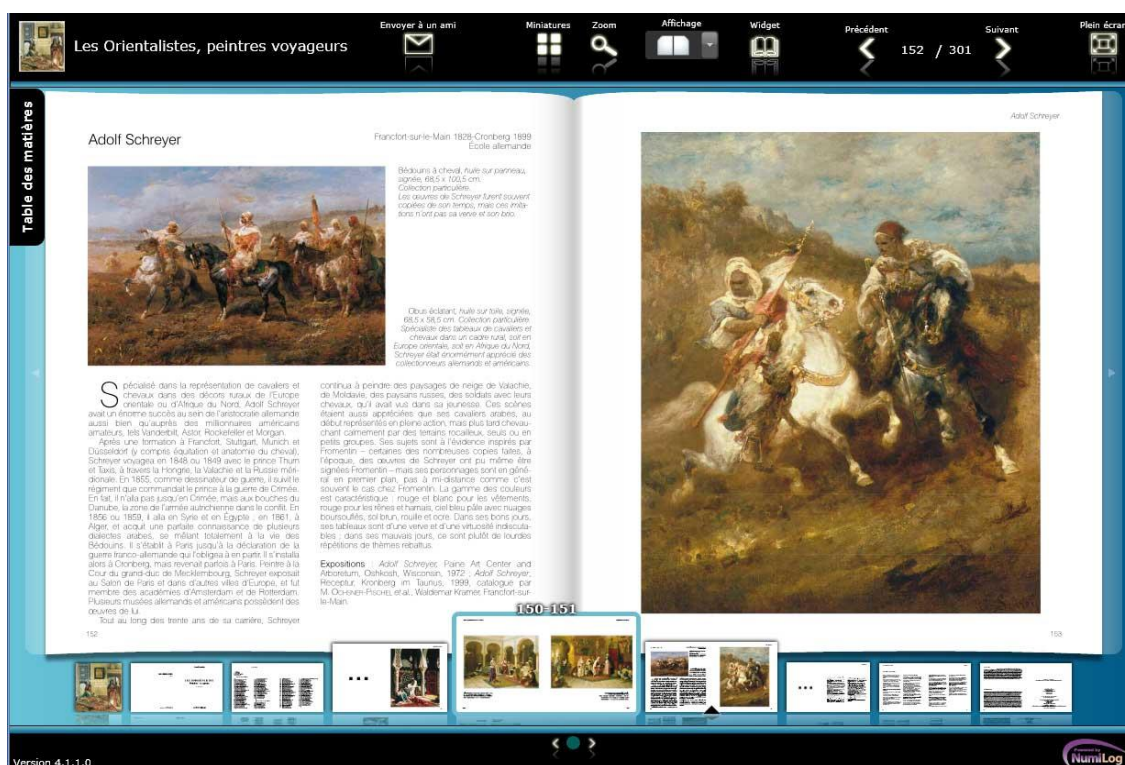 Les Orientalistes, peintres voyageurs
Envoyer à un ami
Miniatures
Zoom
Affichage
Widget
Précédent
152 / 301
Suivant
Plein écran
Table des matières
Adolf Schreyer
Francfort-sur-le-Main 1828-Cronberg 1899
École allemande
Bédouins à cheval, huile sur panneau,
signée, 68,5 x 100,5 cm.
Collection particulière.
Les œuvres de Schreyer furent souvent
copiées de son temps, mais ces imita-
tions n'ont pas sa verve et son brio.
Obus éclatant, huile sur toile, signée,
68,5 x 58,5 cm. Collection particulière.
Spécialiste des tableaux de cavaliers et
chevaux dans un cadre rural, soit en
Europe orientale, soit en Afrique du Nord,
Schreyer était énormément apprécié des
collectionneurs allemands et américains.
Spécialisé dans la représentation de cavaliers et
chevaux dans des décors ruraux de l'Europe
orientale ou d'Afrique du Nord, Adolf Schreyer
avait un énorme succès au sein de l'aristocratie allemande
aussi bien qu'auprès des millionnaires américains
amateurs, tels Vanderbilt, Astor, Rockefeller et Morgan.
Après une formation à Francfort, Stuttgart, Munich et
Düsseldorf (y compris équitation et anatomie du cheval),
Schreyer voyagea en 1848 ou 1849 avec le prince Thurn
et Taxis, à travers la Hongrie, la Valachie et la Russie méri-
dionale. En 1855, comme dessinateur de guerre, il suivit le
régiment que commandait le prince à la guerre de Crimée.
En fait, il n'alla pas jusqu'en Crimée, mais aux bouches du
Danube, la zone de l'armée autrichienne dans le conflit. En
1856 ou 1859, il alla en Syrie et en Égypte ; en 1861, à
Alger, et acquit une parfaite connaissance de plusieurs
dialectes arabes, se mêlant totalement à la vie des
Bédouins. Il s'établit à Paris jusqu'à la déclaration de la
guerre franco-allemande qui l'obligea à en partir. Il s'installa
alors à Cronberg, mais revenait parfois à Paris. Peintre à la
Cour du grand-duc de Mecklembourg, Schreyer exposait
au Salon de Paris et dans d'autres villes d'Europe, et fut
membre des académies d'Amsterdam et de Rotterdam.
Plusieurs musées allemands et américains possèdent des
œuvres de lui.
Tout au long des trente ans de sa carrière, Schreyer
continua à peindre des paysages de neige de Valachie,
de Moldavie, des paysans russes, des soldats avec leurs
chevaux, qu'il avait vus dans sa jeunesse. Ces scènes
étaient aussi appréciées que ses cavaliers arabes, au
début représentés en pleine action, mais plus tard chevau-
chant calmement par des terrains rocailleux, seuls ou en
petits groupes. Ses sujets sont à l'évidence inspirés par
Fromentin – certaines des nombreuses copies faites, à
l'époque, des œuvres de Schreyer ont pu même être
signées Fromentin – mais ses personnages sont en géné-
ral en premier plan, pas à mi-distance comme c'est
souvent le cas chez Fromentin. La gamme des couleurs
est caractéristique : rouge et blanc pour les vêtements,
rouge pour les rênes et harnais, ciel bleu pâle avec nuages
boursouflés, sol brun, rouille et ocre. Dans ses bons jours,
ses tableaux sont d'une verve et d'une virtuosité indiscuta-
bles ; dans ses mauvais jours, ce sont plutôt de lourdes
répétitions de thèmes rebattus.
Expositions : Adolf Schreyer, Paine Art Center and
Arboretum, Oshkosh, Wisconsin, 1972 ; Adolf Schreyer,
Receptur, Kronberg im Taunus, 1999, catalogue par
M. Ochsner-Pischel et al., Waldemar Kramer, Francfort-sur-
le-Main.
152
Adolf Schreyer
153
150-151
Version 4.1.1.0
Powered by
NumiLog